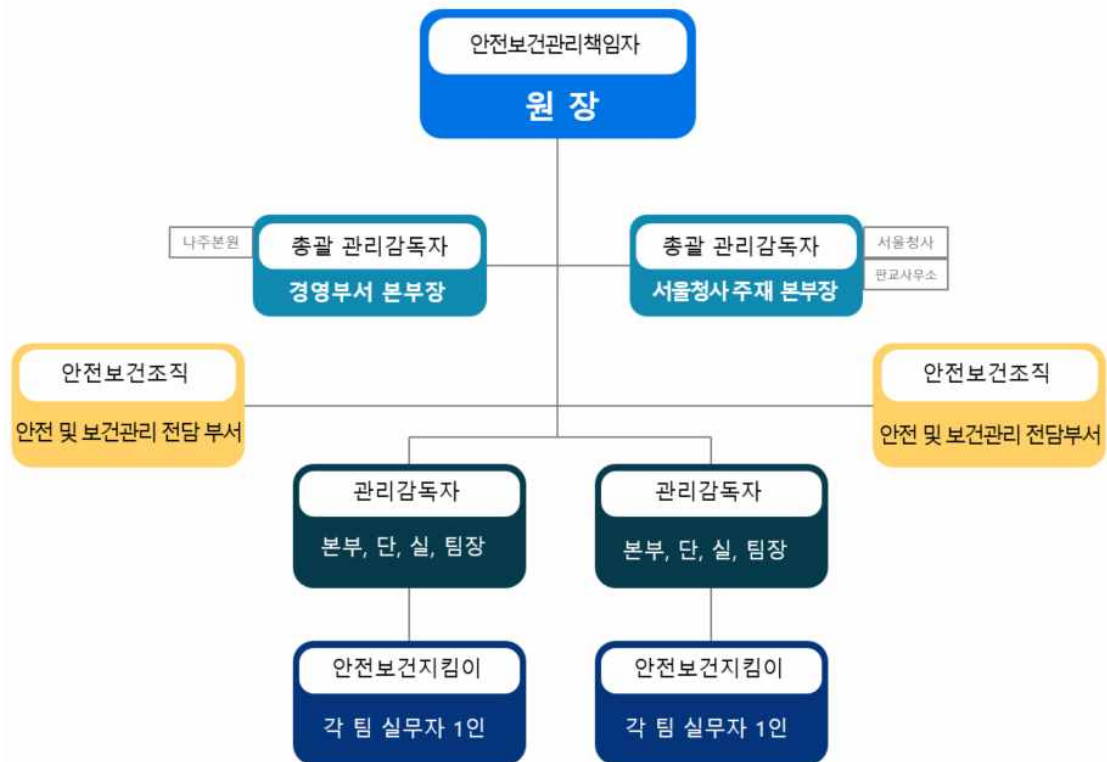 안전보건관리책임자
원 장
나주본원
총괄 관리감독자
경영부서 본부장
총괄 관리감독자
서울청사 주재 본부장
서울청사
판교사무소
안전보건조직
안전 및 보건관리 전담 부서
안전보건조직
안전 및 보건관리 전담부서
관리감독자
본부, 단, 실, 팀장
관리감독자
본부, 단, 실, 팀장
안전보건지킴이
각 팀 실무자 1인
안전보건지킴이
각 팀 실무자 1인